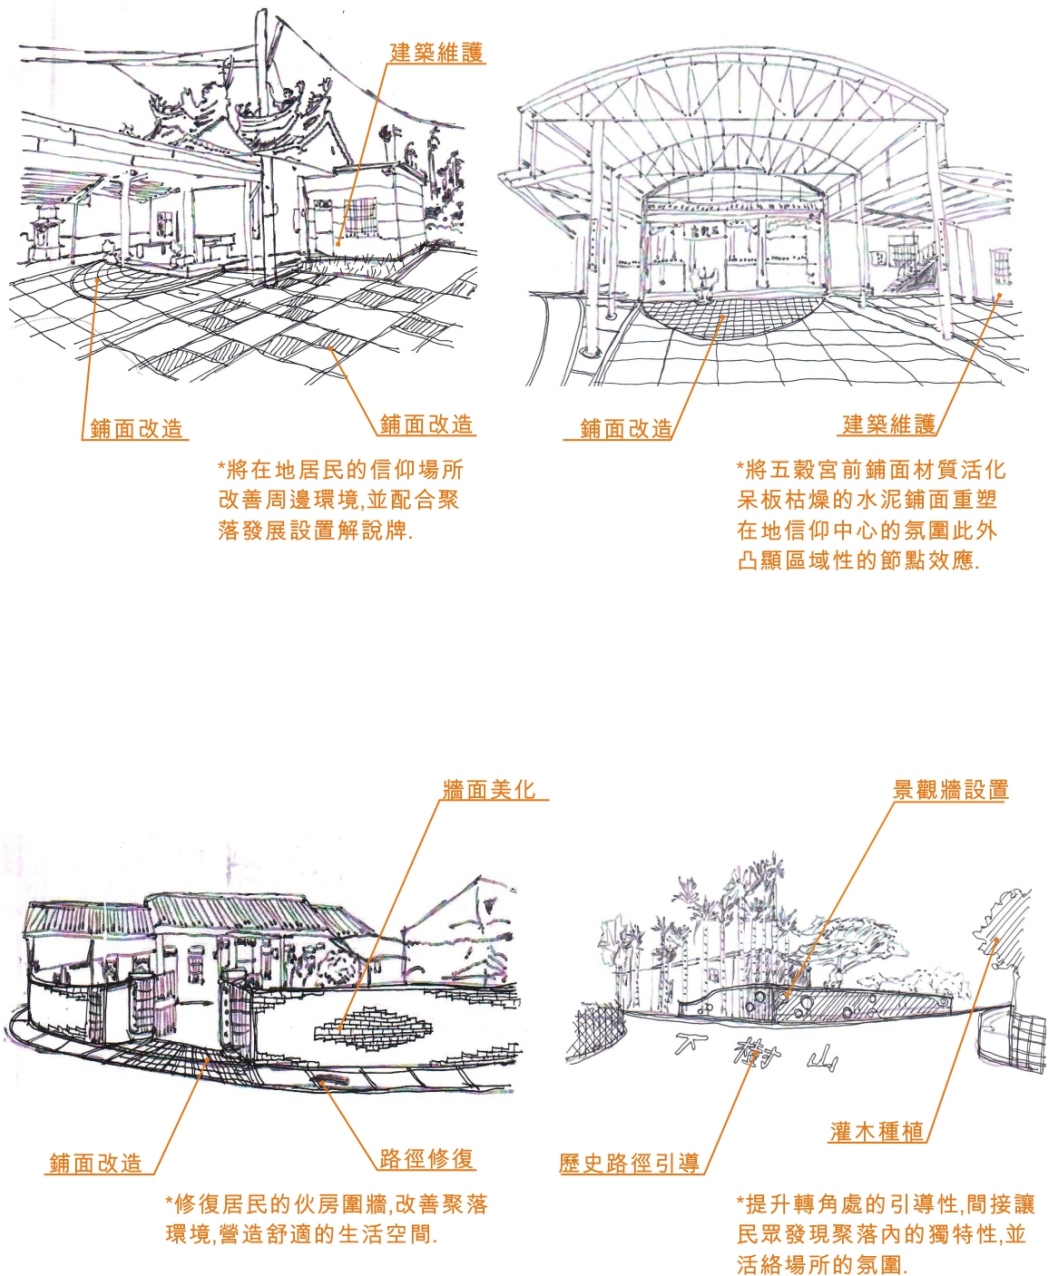 建築維護
鋪面改造
鋪面改造
*將在地居民的信仰場所
改善周邊環境,並配合聚
落發展設置解說牌.
五穀宮
鋪面改造
建築維護
*將五穀宮前鋪面材質活化
呆板枯燥的水泥鋪面重塑
在地信仰中心的氛圍此外
凸顯區域性的節點效應.
牆面美化
鋪面改造
路徑修復
*修復居民的伙房圍牆,改善聚落
環境,營造舒適的生活空間.
景觀牆設置
下樹山
灌木種植
歷史路徑引導
*提升轉角處的引導性,間接讓
民眾發現聚落內的獨特性,並
活絡場所的氛圍.